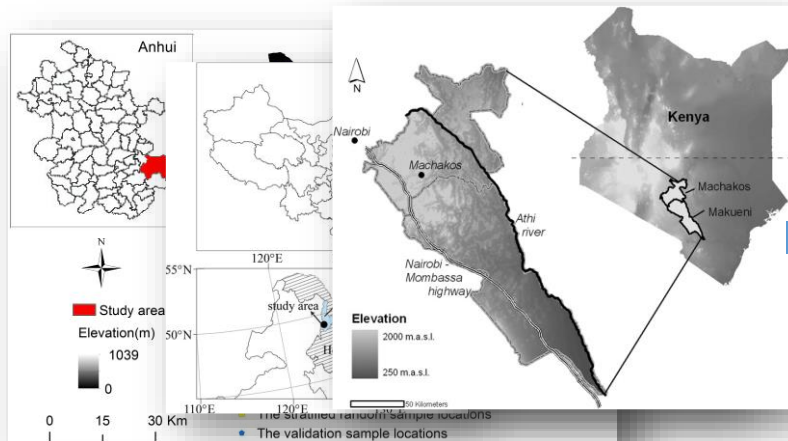 Anhui
N
Study area
Elevation(m)
1039
0
0 15 30 Km
The stratified random sample locations
The validation sample locations
120°E
55°N
50°N
study area
H
110°E
120°E
N
Nairobi
Machakos
Athi
river
Nairobi -
Mombassa
highway
Elevation
2000 m.a.s.l.
250 m.a.s.l.
50 Kilometers
Kenya
Machakos
Makueni